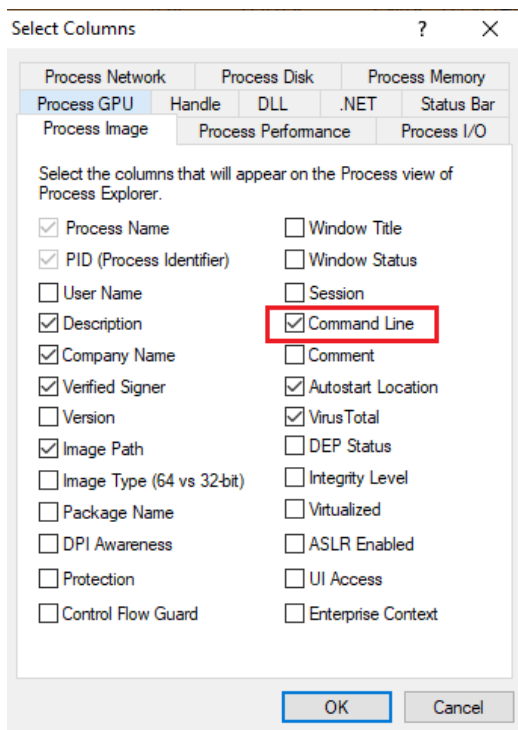 Select Columns ? ×
Process Network Process Disk Process Memory
Process GPU Handle DLL .NET Status Bar
Process Image Process Performance Process I/O
Select the columns that will appear on the Process view of
Process Explorer.
Process Name Window Title
PID (Process Identifier) Window Status
User Name Session
Description Command Line
Company Name Comment
Verified Signer Autostart Location
Version VirusTotal
Image Path DEP Status
Image Type (64 vs 32-bit) Integrity Level
Package Name Virtualized
DPI Awareness ASLR Enabled
Protection UI Access
Control Flow Guard Enterprise Context
OK Cancel